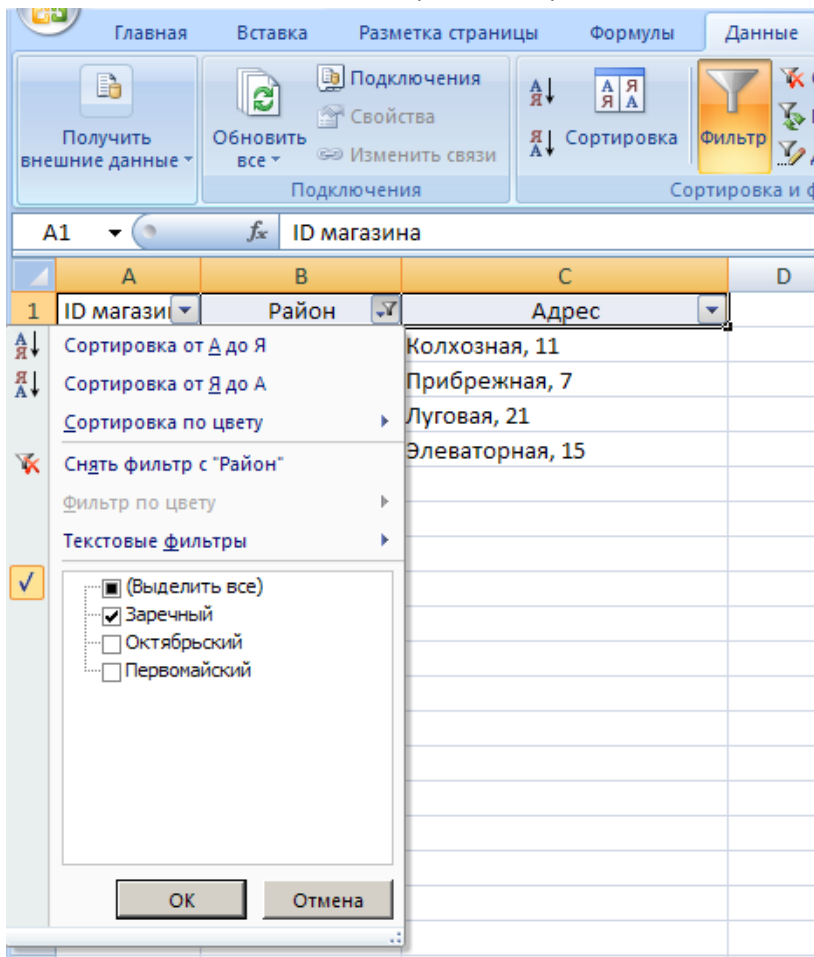 Главная Вставка Разметка страницы Формулы Данные
Получить внешние данные
Обновить все
Подключения
Свойства
Изменить связи
Подключения
А Я
Я А
А Я
Я А
Сортировка
Фильтр
Сортировка и ф
A1 fx ID магазина
A B C D
1 ID магази Район Адрес
Сортировка от А до Я
Сортировка от Я до А
Сортировка по цвету
Снять фильтр с "Район"
Фильтр по цвету
Текстовые фильтры
(Выделить все)
Заречный
Октябрьский
Первомайский
ОК Отмена
Колхозная, 11
Прибрежная, 7
Луговая, 21
Элеваторная, 15